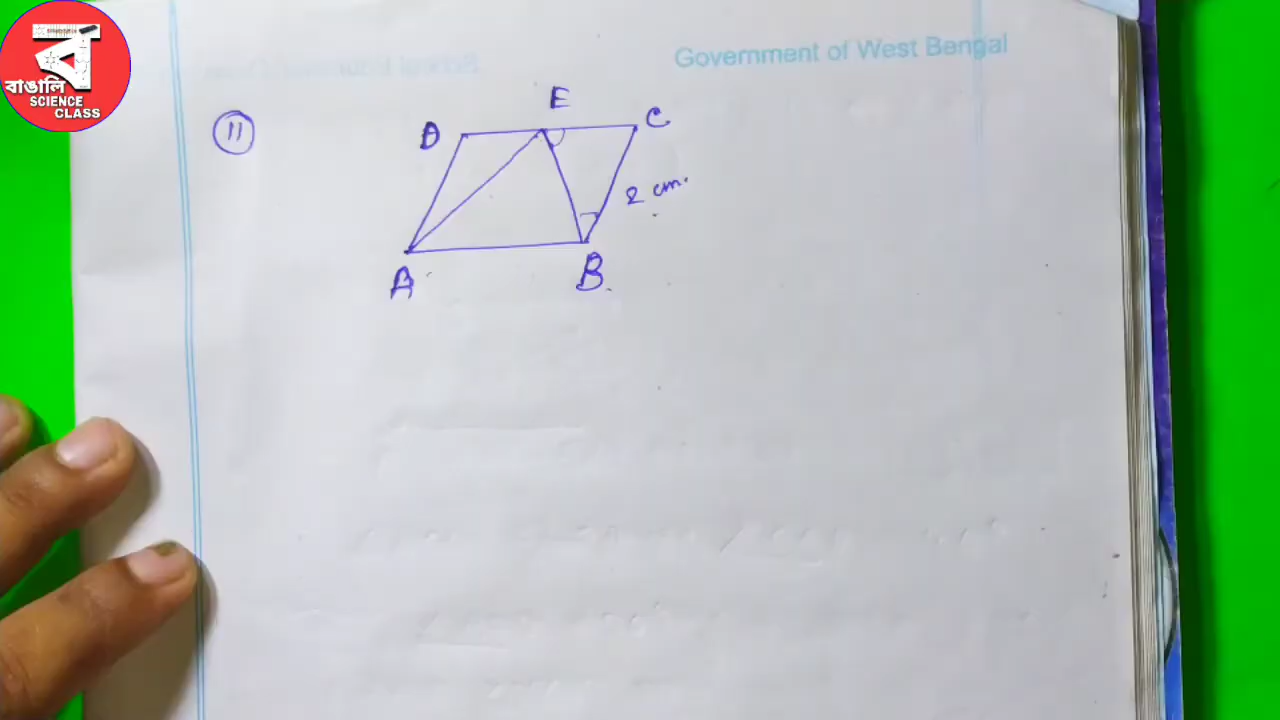 ব
বাঙালি
SCIENCE
CLASS
Government of West Bengal
11
E
D
C
2 cm.
A
B